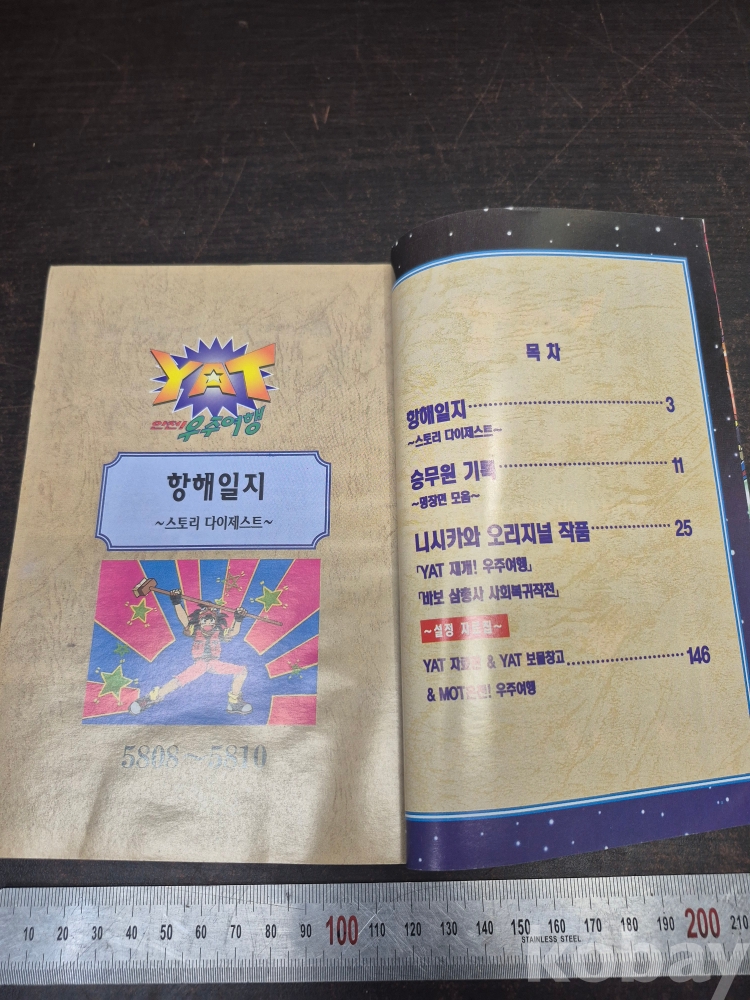 YAT
안전! 우주여행
항해일지
~스토리 다이제스트~
5808~5810
목차
항해일지 3
~스토리 다이제스트~
승무원 기록 11
~명장면 모음~
니시카와 오리지널 작품 25
「YAT 재개! 우주여행」
「바보 삼총사 사회복귀작전」
~설정 자료집~
YAT & YAT 보물창고 146
& MOT 우주여행
10 20 30 40 50 60 70 80 90 100 110 120 130 140 150 160 170 180 190 200 210
STAINLESS STEEL
kobay